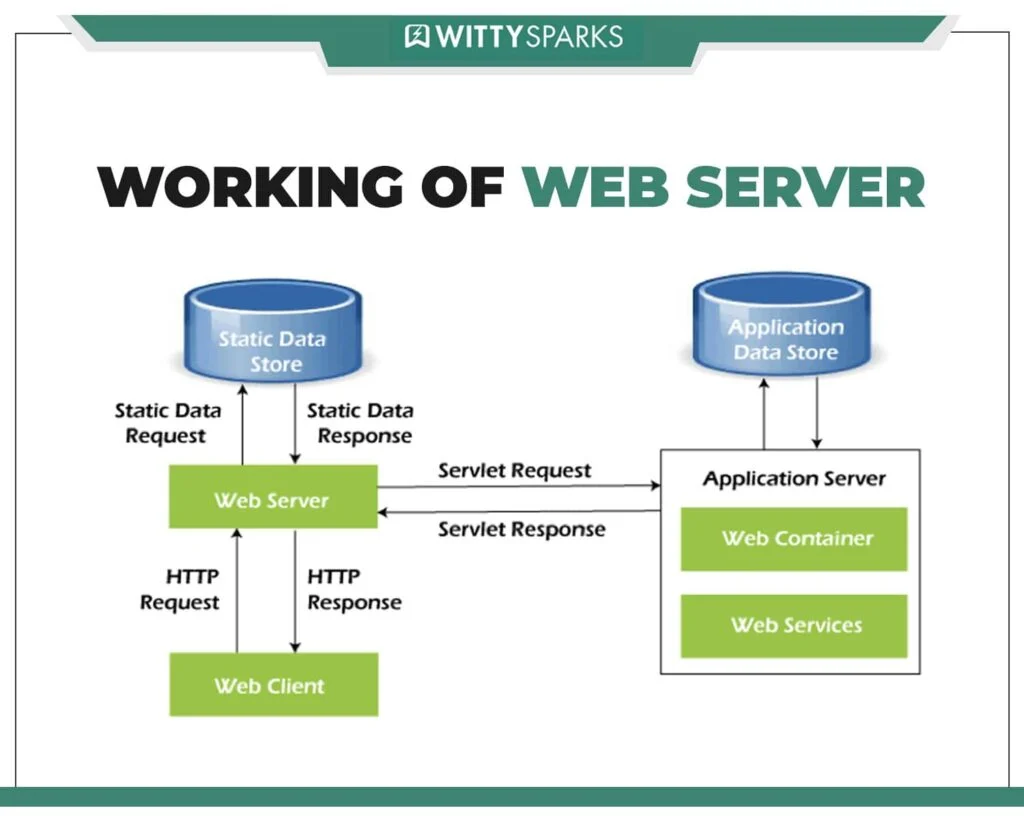 WITTYSPARKS
WORKING OF WEB SERVER
Static Data
Store
Application
Data Store
Static Data
Request
Static Data
Response
Servlet Request
Application Server
Web Server
Servlet Response
Web Container
HTTP
Request
HTTP
Response
Web Services
Web Client